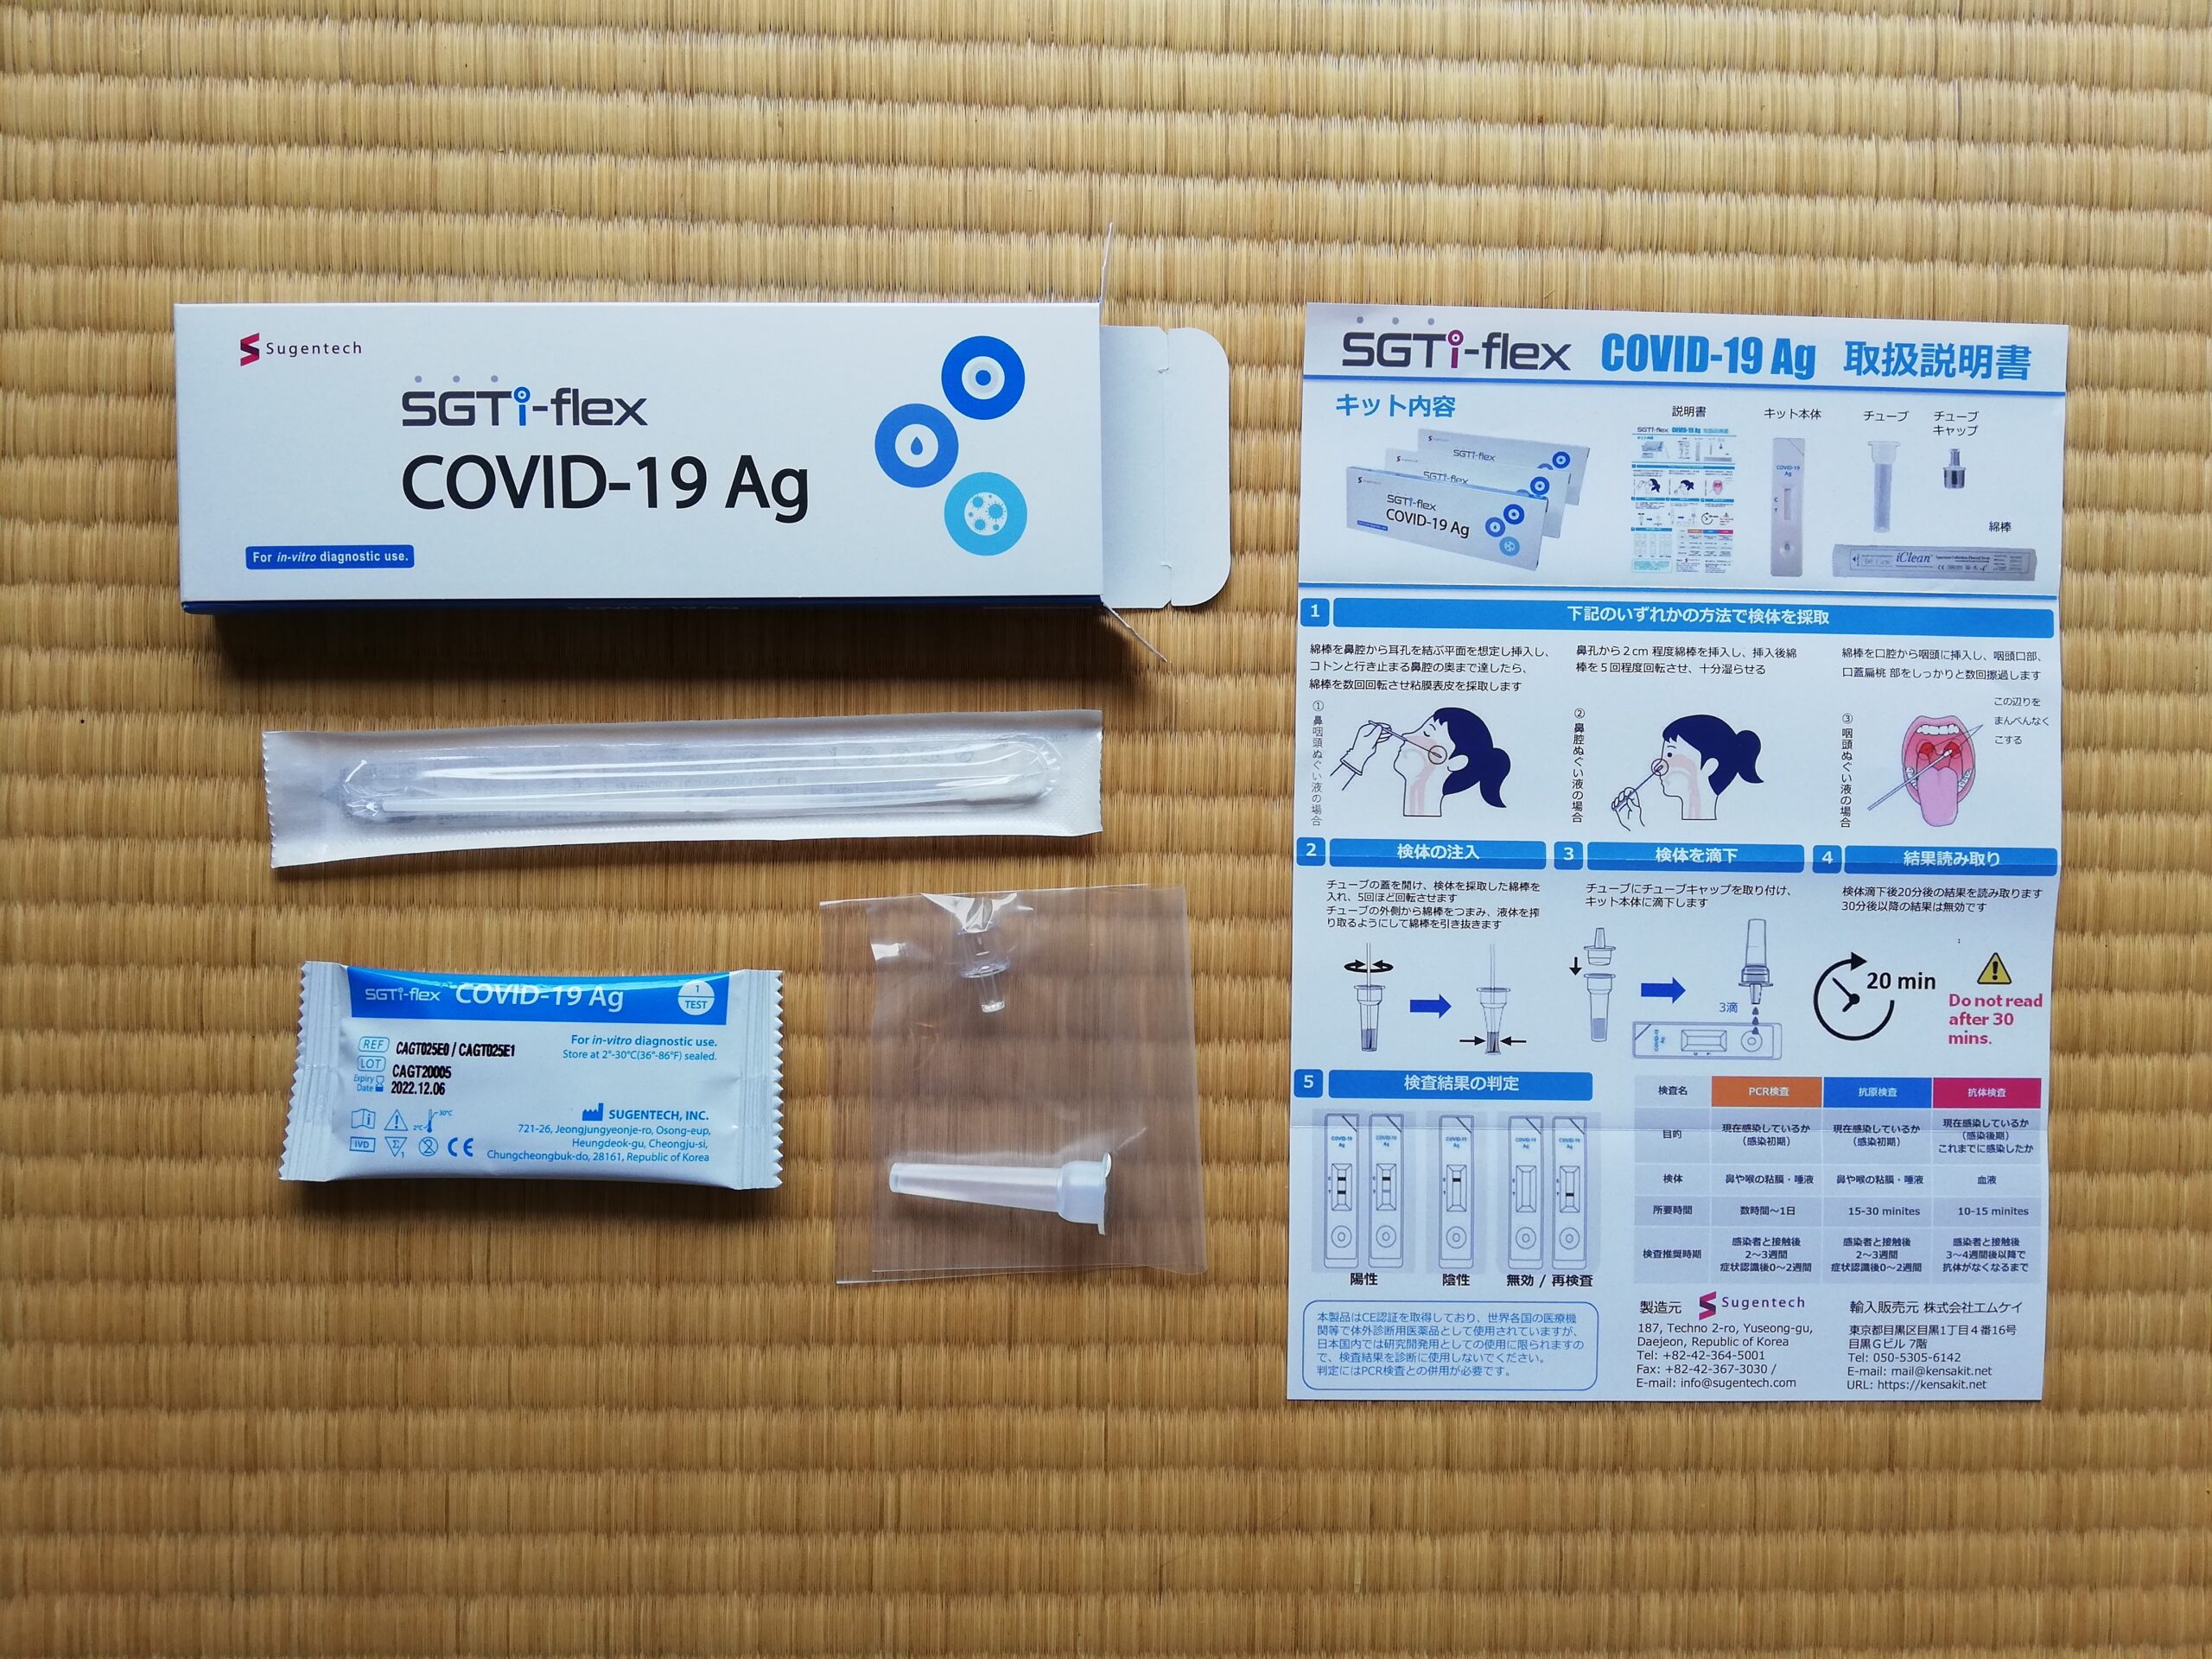 Sugentech
SGTi-flex
COVID-19 Ag
For in-vitro diagnostic use.
SGTi-flex COVID-19 Ag
1
TEST
REF CAGT025E0 / CAGT025E1
LOT CAGT20005
Expiry
Date 2022.12.06
For in-vitro diagnostic use.
Store at 2°-30°C(36°-86°F) sealed.
30°C
2°C
IVD
Σ
1
2
CE
SUGENTECH, INC.
721-26, Jeongjungyeonje-ro, Osong-eup,
Heungdeok-gu, Cheongju-si,
Chungcheongbuk-do, 28161, Republic of Korea
SGTi-flex COVID-19 Ag 取扱説明書
キット内容
説明書
キット本体
チューブ
チューブ
キャップ
綿棒
SGTi-flex
SGTi-flex
SGTi-flex
COVID-19 Ag
COVID-19
Ag
C
T
iClean
1 下記のいずれかの方法で検体を採取
綿棒を鼻腔から耳孔を結ぶ平面を想定し挿入し、
コトンと行き止まる鼻腔の奥まで達したら、
綿棒を数回回転させ粘膜表皮を採取します
①鼻咽頭ぬぐい液の場合
鼻孔から2cm 程度綿棒を挿入し、挿入後綿
棒を5回程度回転させ、十分湿らせる
②鼻腔ぬぐい液の場合
綿棒を口腔から咽頭に挿入し、咽頭口部、
口蓋扁桃 部をしっかりと数回擦過します
③咽頭ぬぐい液の場合
この辺りを
まんべんなく
こする
2 検体の注入
チューブの蓋を開け、検体を採取した綿棒を
入れ、5回ほど回転させます
チューブの外側から綿棒をつまみ、液体を搾
り取るようにして綿棒を引き抜きます
3 検体を滴下
チューブにチューブキャップを取り付け、
キット本体に滴下します
3滴
COVID-19
Ag
4 結果読み取り
検体滴下後20分後の結果を読み取ります
30分後以降の結果は無効です
20 min
Do not read
after 30
mins.
5 検査結果の判定
陽性
陰性
無効 / 再検査
検査名 PCR検査 抗原検査 抗体検査
目的 現在感染しているか
(感染初期) 現在感染しているか
(感染初期) 現在感染しているか
(感染後期)
これまでに感染したか
検体 鼻や喉の粘膜・唾液 鼻や喉の粘膜・唾液 血液
所要時間 数時間～1日 15-30 minites 10-15 minites
検査推奨時期 感染者と接触後
2～3週間
症状認識後0～2週間 感染者と接触後
2～3週間
症状認識後0～2週間 感染者と接触後
3～4週間後以降で
抗体がなくなるまで
本製品はCE認証を取得しており、世界各国の医療機
関等で体外診断用医薬品として使用されていますが、
日本国内では研究開発用としての使用に限られますの
で、検査結果を診断に使用しないでください。
判定にはPCR検査との併用が必要です。
製造元 Sugentech
187, Techno 2-ro, Yuseong-gu,
Daejeon, Republic of Korea
Tel: +82-42-364-5001
Fax: +82-42-367-3030 /
E-mail: info@sugentech.com
輸入販売元 株式会社エムケイ
東京都目黒区目黒1丁目4番16号
目黒Gビル 7階
Tel: 050-5305-6142
E-mail: mail@kensakit.net
URL: https://kensakit.net